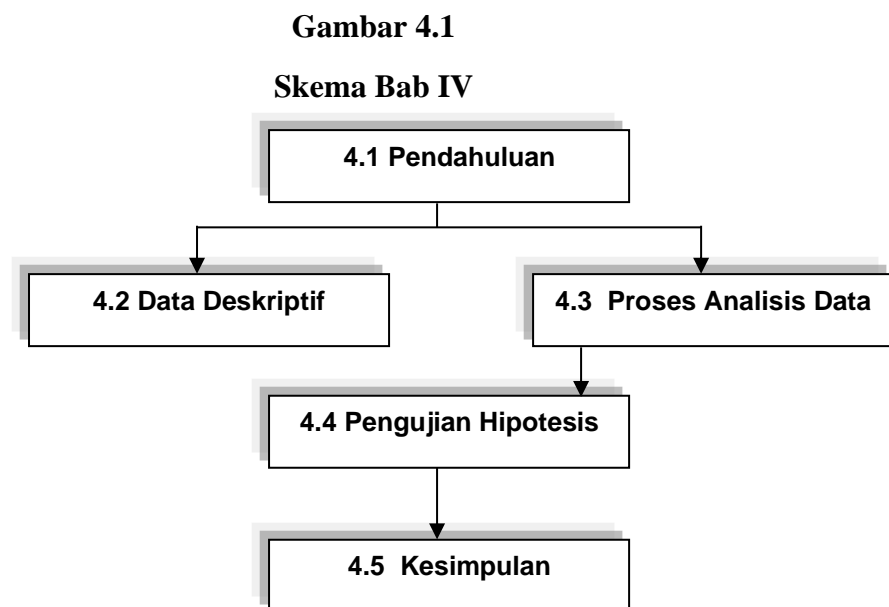 Gambar 4.1
Skema Bab IV
4.1 Pendahuluan
4.2 Data Deskriptif
4.3 Proses Analisis Data
4.4 Pengujian Hipotesis
4.5 Kesimpulan